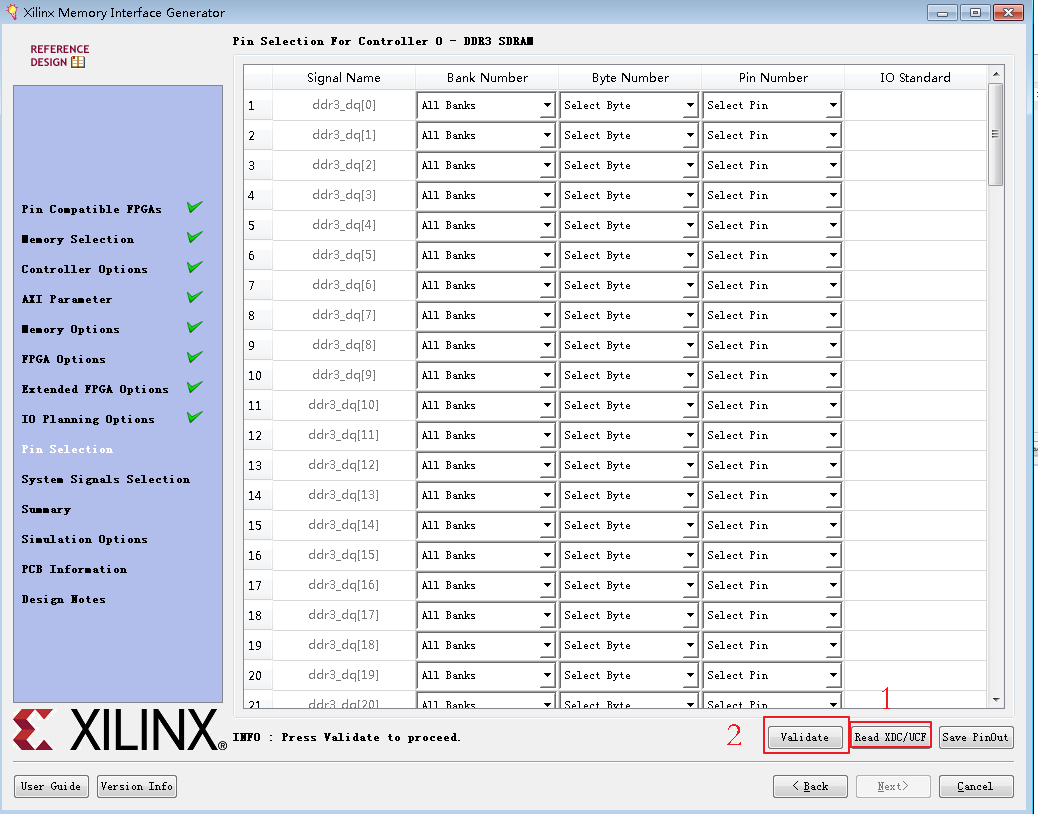 Xilinx Memory Interface Generator
REFERENCE
DESIGN
Pin Compatible FPGAs
Memory Selection
Controller Options
AXI Parameter
Memory Options
FPGA Options
Extended FPGA Options
IO Planning Options
Pin Selection
System Signals Selection
Summary
Simulation Options
PCB Information
Design Notes
XILINX®
Pin Selection For Controller 0 - DDR3 SDRAM
Signal Name Bank Number Byte Number Pin Number IO Standard
1 ddr3_dq[0] All Banks Select Byte Select Pin
2 ddr3_dq[1] All Banks Select Byte Select Pin
3 ddr3_dq[2] All Banks Select Byte Select Pin
4 ddr3_dq[3] All Banks Select Byte Select Pin
5 ddr3_dq[4] All Banks Select Byte Select Pin
6 ddr3_dq[5] All Banks Select Byte Select Pin
7 ddr3_dq[6] All Banks Select Byte Select Pin
8 ddr3_dq[7] All Banks Select Byte Select Pin
9 ddr3_dq[8] All Banks Select Byte Select Pin
10 ddr3_dq[9] All Banks Select Byte Select Pin
11 ddr3_dq[10] All Banks Select Byte Select Pin
12 ddr3_dq[11] All Banks Select Byte Select Pin
13 ddr3_dq[12] All Banks Select Byte Select Pin
14 ddr3_dq[13] All Banks Select Byte Select Pin
15 ddr3_dq[14] All Banks Select Byte Select Pin
16 ddr3_dq[15] All Banks Select Byte Select Pin
17 ddr3_dq[16] All Banks Select Byte Select Pin
18 ddr3_dq[17] All Banks Select Byte Select Pin
19 ddr3_dq[18] All Banks Select Byte Select Pin
20 ddr3_dq[19] All Banks Select Byte Select Pin
21 ddr3_dq[20] All Banks Select Byte Select Pin
1
INFO : Press Validate to proceed. 2 Validate Read XDC/UCF Save PinOut
User Guide Version Info < Back Next> Cancel